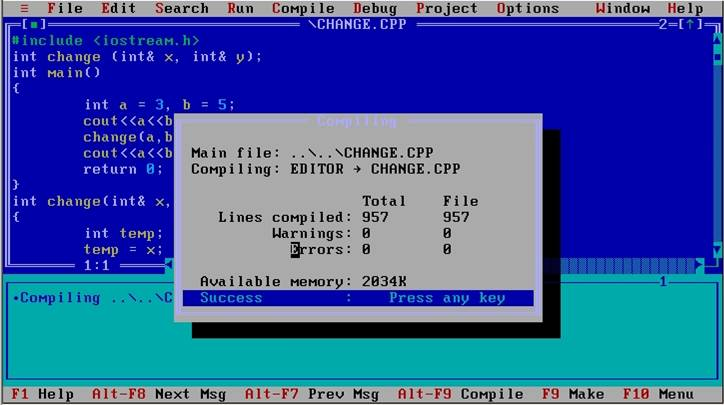 ≡ File Edit Search Run Compile Debug Project Options Window Help
[■] \CHANGE.CPP 2=[↑]
#include <iostream.h>
int change (int& x, int& y);
int main()
{
int a = 3, b = 5;
cout<<a<<b
change(a,b
cout<<a<<b
return 0;
}
int change(int& x,
{
int temp;
temp = x;
1:1
Compiling
Main file: ..\..\CHANGE.CPP
Compiling: EDITOR → CHANGE.CPP
Total File
Lines compiled: 957 957
Warnings: 0 0
Errors: 0 0
Available memory: 2034K
Success : Press any key
1
•Compiling ..\..\C
F1 Help Alt-F8 Next Msg Alt-F7 Prev Msg Alt-F9 Compile F9 Make F10 Menu